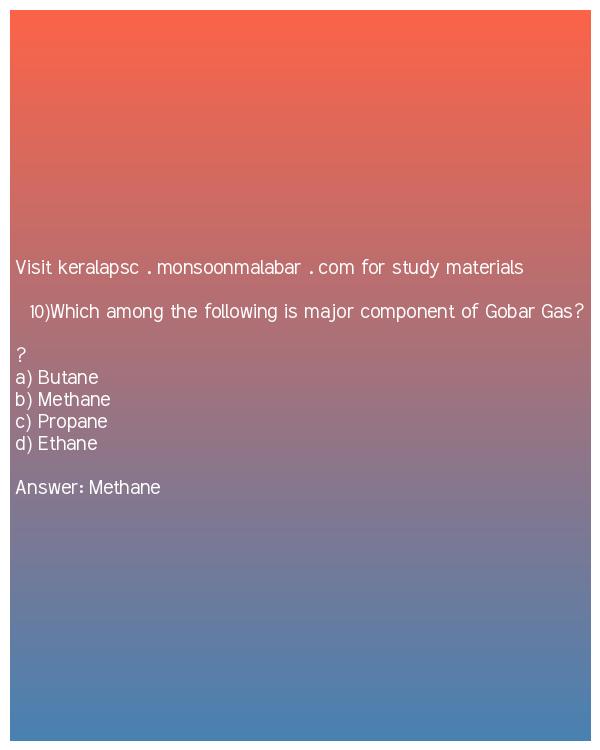 Visit keralapsc . monsoonmalabar . com for study materials
10)Which among the following is major component of Gobar Gas?
?
a) Butane
b) Methane
c) Propane
d) Ethane
Answer: Methane